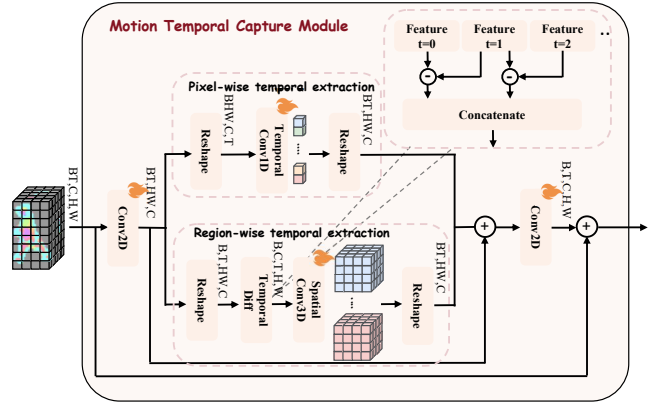 Motion Temporal Capture Module
Feature
t=0
Feature
t=1
Feature
t=2
..
-
-
Concatenate
Pixel-wise temporal extraction
Reshape
BHW,C,T
Temporal
Conv1D
....
Reshape
BT,HW,C
BT,C,H,W
Conv2D
BT,HW,C
Region-wise temporal extraction
Reshape
B,T,HW,C
Temporal
Diff
B,C,T,H,W
Spatial
Conv3D
....
Reshape
BT,HW,C
+
Conv2D
B,T,C,H,W
+